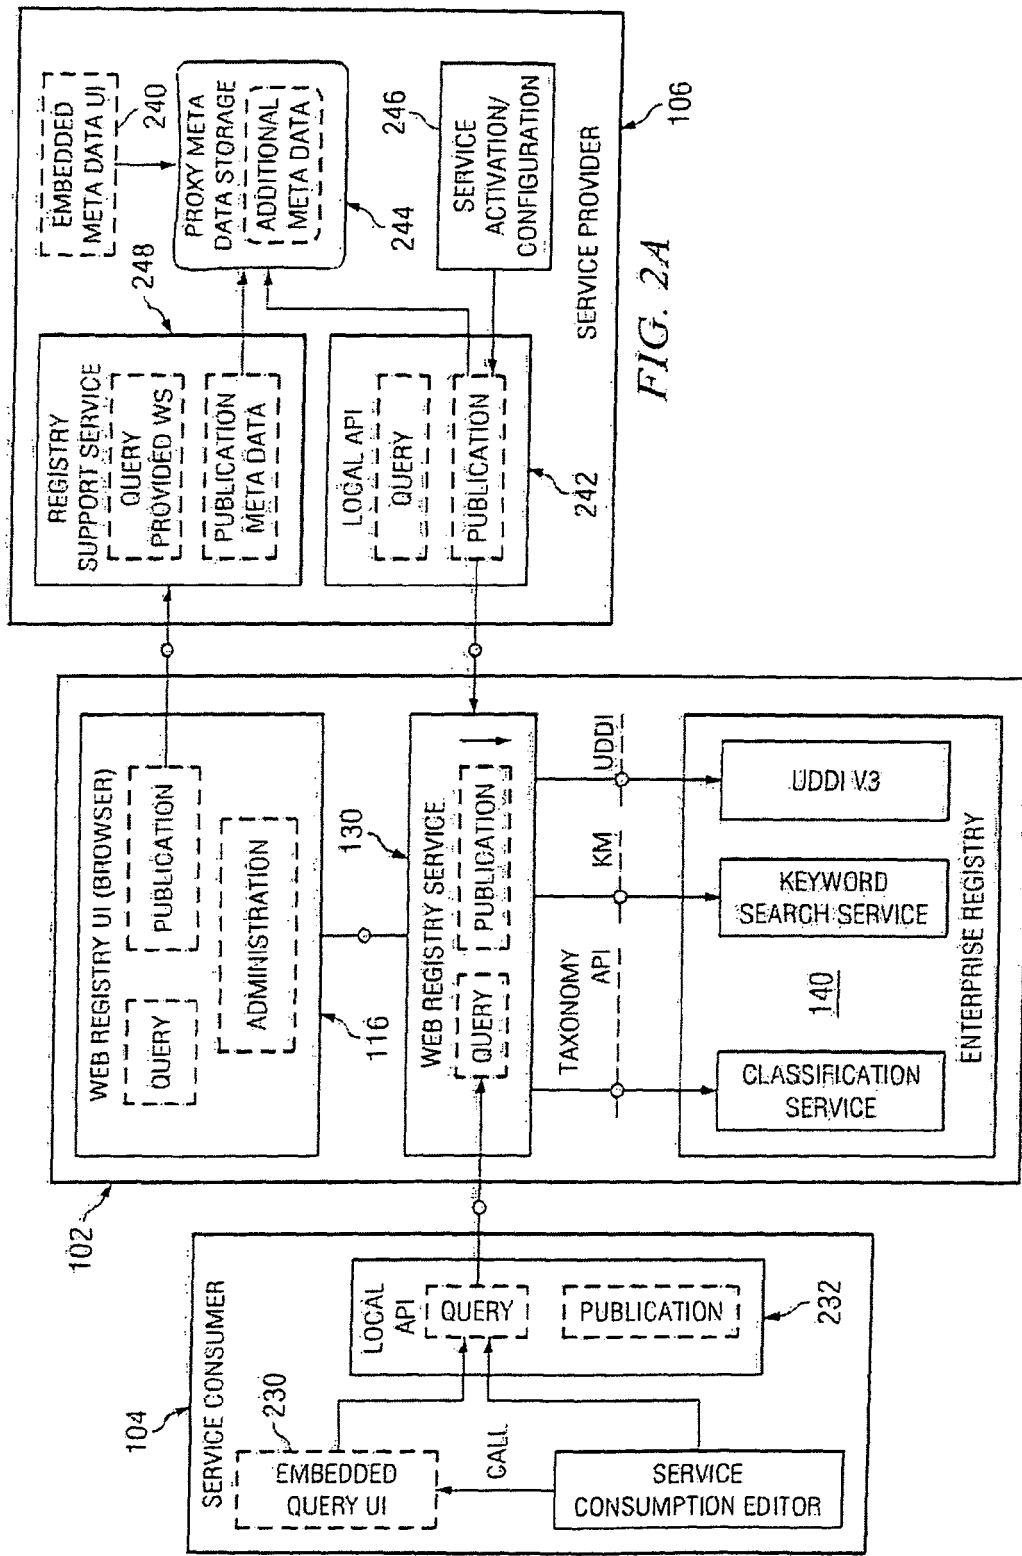 104
SERVICE CONSUMER
230
EMBEDDED
QUERY UI
CALL
SERVICE
CONSUMPTION EDITOR
LOCAL
API
QUERY
PUBLICATION
232
102
WEB REGISTRY UI (BROWSER)
QUERY
PUBLICATION
ADMINISTRATION
116
130
WEB REGISTRY SERVICE
QUERY
PUBLICATION
TAXONOMY
API
KM
UDDI
CLASSIFICATION
SERVICE
140
KEYWORD
SEARCH SERVICE
UDDI V.3
ENTERPRISE REGISTRY
248
REGISTRY
SUPPORT SERVICE
QUERY
PROVIDED WS
PUBLICATION
META DATA
EMBEDDED
META DATA UI
240
PROXY META
DATA STORAGE
ADDITIONAL
META DATA
244
LOCAL API
QUERY
PUBLICATION
242
246
SERVICE
ACTIVATION/
CONFIGURATION
SERVICE PROVIDER
106
FIG. 2A